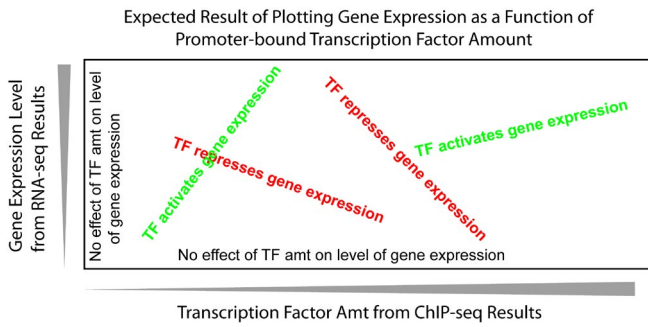 Expected Result of Plotting Gene Expression as a Function of
Promoter-bound Transcription Factor Amount
Gene Expression Level
from RNA-seq Results
No effect of TF amt on level
of gene expression
TF activates gene expression
TF represses gene expression
TF represses gene expression
TF activates gene expression
No effect of TF amt on level of gene expression
Transcription Factor Amt from ChIP-seq Results